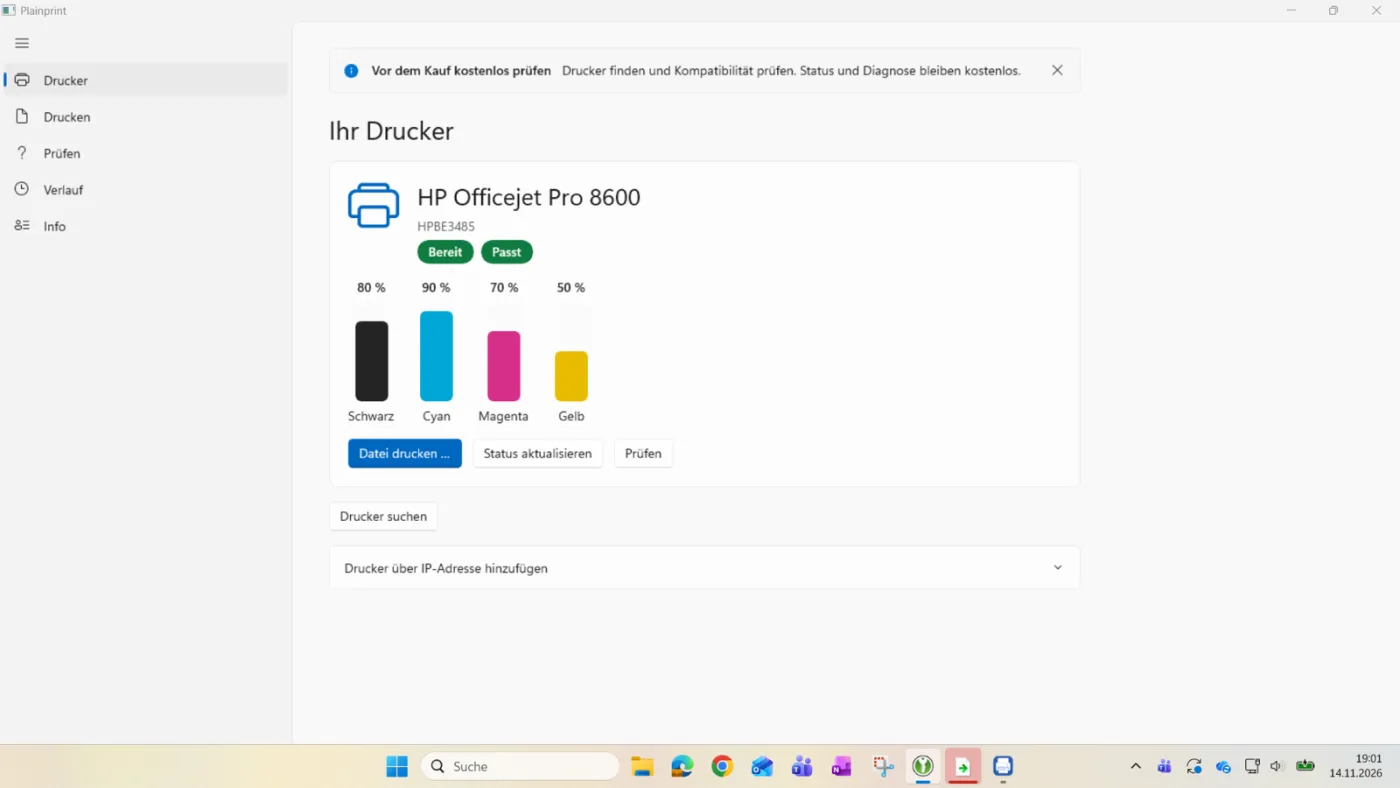 Plainprint
Drucker
Drucken
Prüfen
Verlauf
Info
Vor dem Kauf kostenlos prüfen Drucker finden und Kompatibilität prüfen. Status und Diagnose bleiben kostenlos.
Ihr Drucker
HP Officejet Pro 8600
HPBE3485
Bereit Passt
80 % 90 % 70 % 50 %
Schwarz Cyan Magenta Gelb
Datei drucken ... Status aktualisieren Prüfen
Drucker suchen
Drucker über IP-Adresse hinzufügen
Suche
19:01
14.11.2026